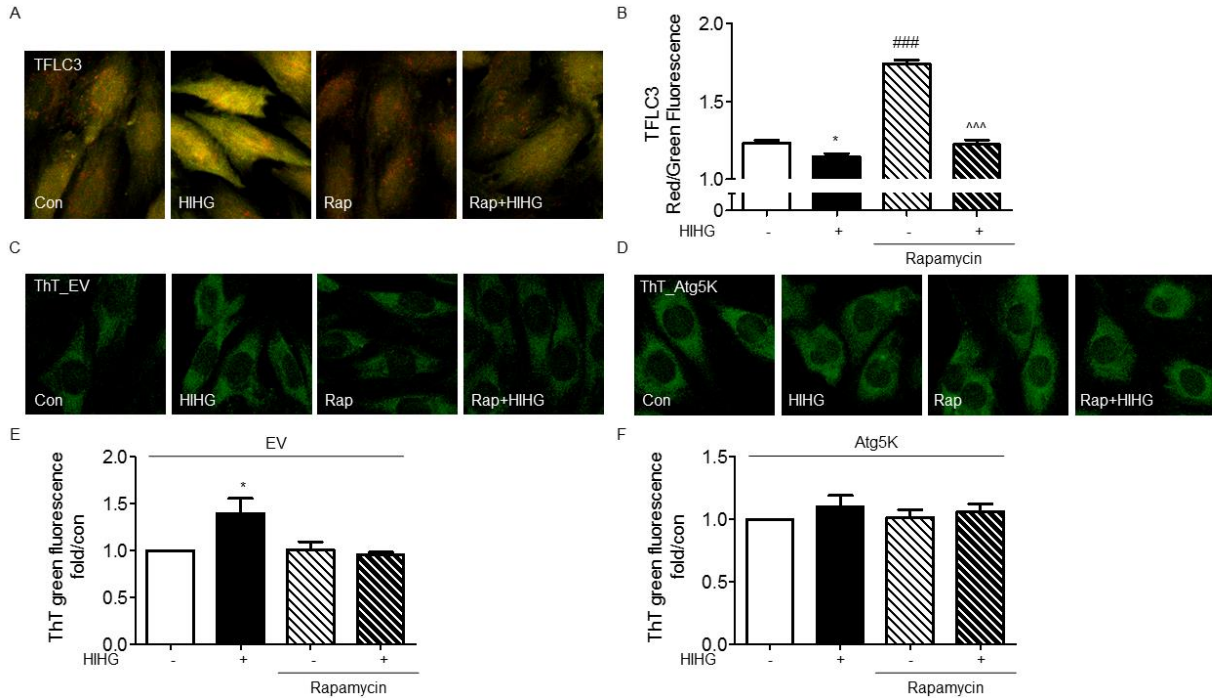 A
TFLC3
Con
HIHG
Rap
Rap+HIHG
B
TFLC3
Red/Green Fluorescence
2.0
1.5
1.0
0
*
###
^^^
HIHG
-
+
-
+
Rapamycin
C
ThT_EV
Con
HIHG
Rap
Rap+HIHG
D
ThT_Atg5K
Con
HIHG
Rap
Rap+HIHG
E
EV
ThT green fluorescence
fold/con
2.0
1.5
1.0
0.5
0.0
*
HIHG
-
+
-
+
Rapamycin
F
Atg5K
ThT green fluorescence
fold/con
1.5
1.0
0.5
0.0
HIHG
-
+
-
+
Rapamycin